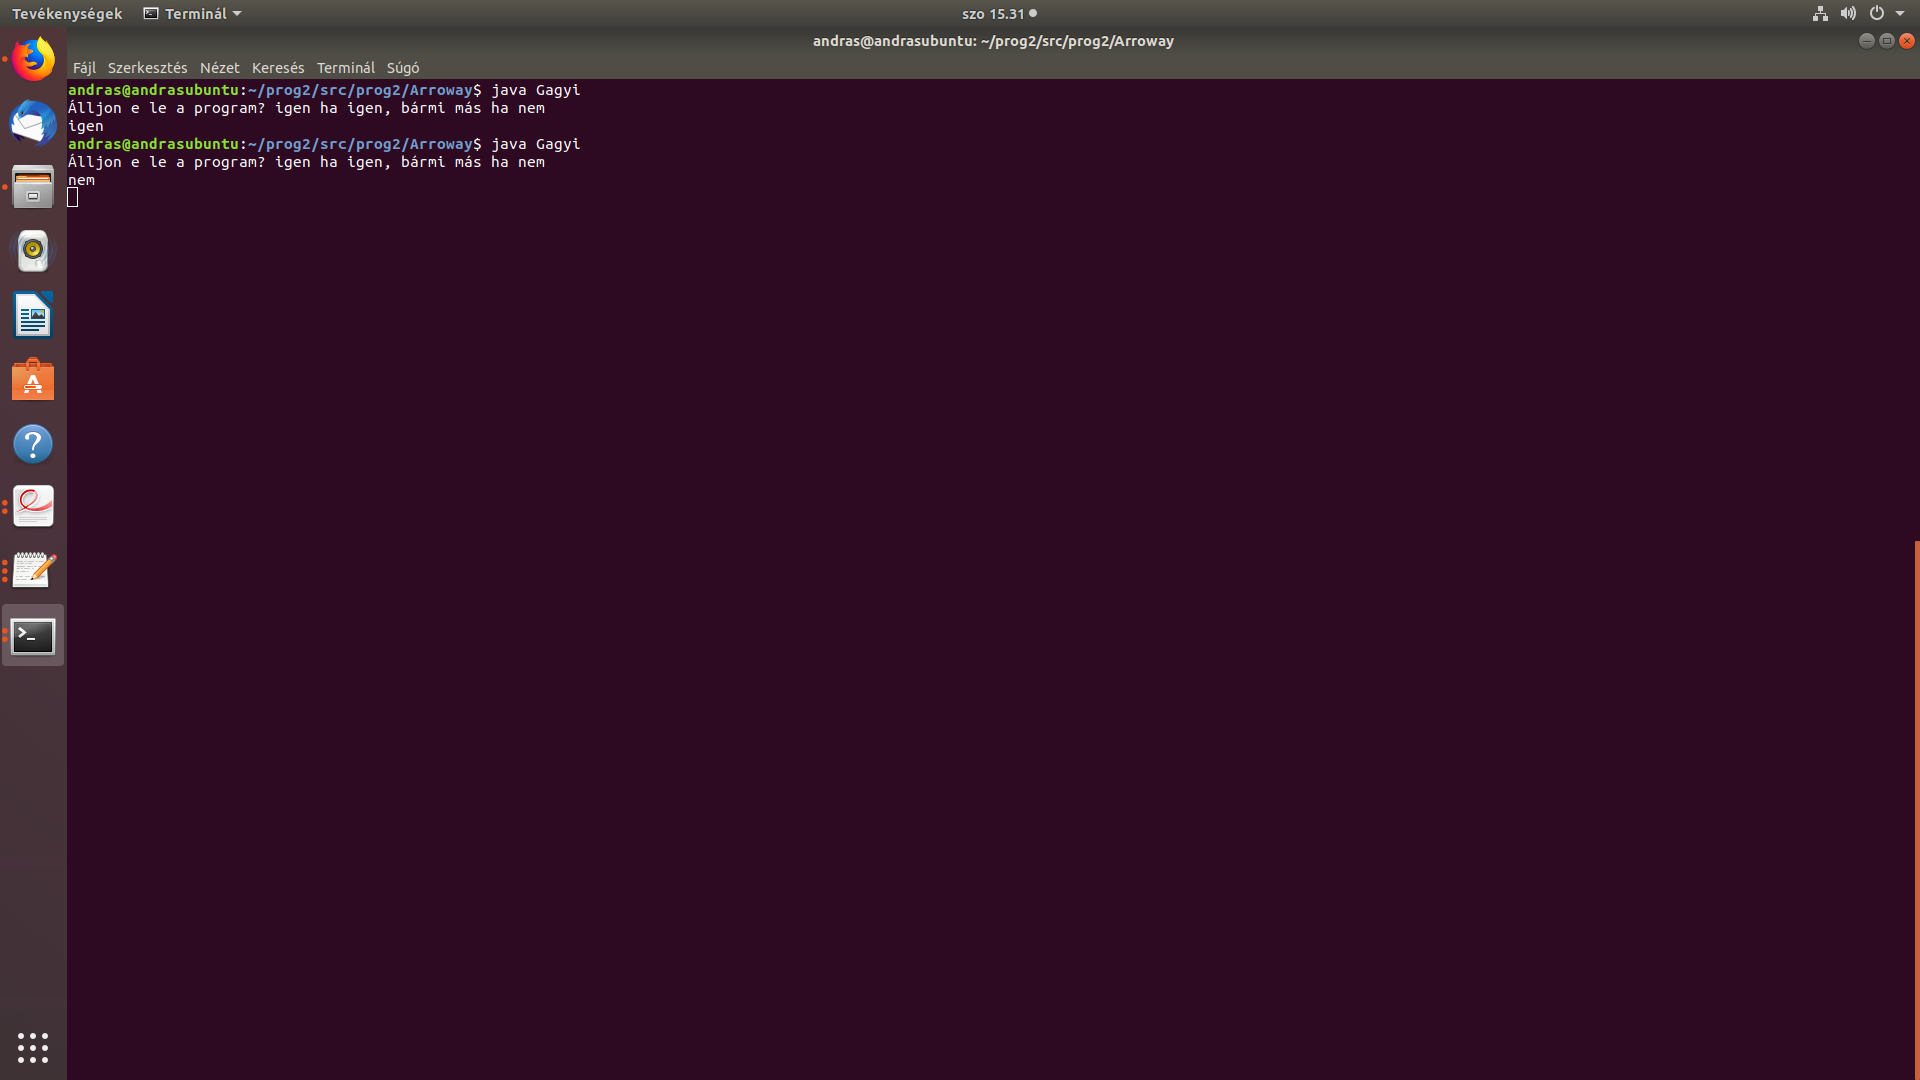 Tevékenységek Terminál szo 15.31
andras@andrasubuntu: ~/prog2/src/prog2/Arroway
Fájl Szerkesztés Nézet Keresés Terminál Súgó
andras@andrasubuntu:~/prog2/src/prog2/Arroway$ java Gagyi
Álljon e le a program? igen ha igen, bármi más ha nem
igen
andras@andrasubuntu:~/prog2/src/prog2/Arroway$ java Gagyi
Álljon e le a program? igen ha igen, bármi más ha nem
nem